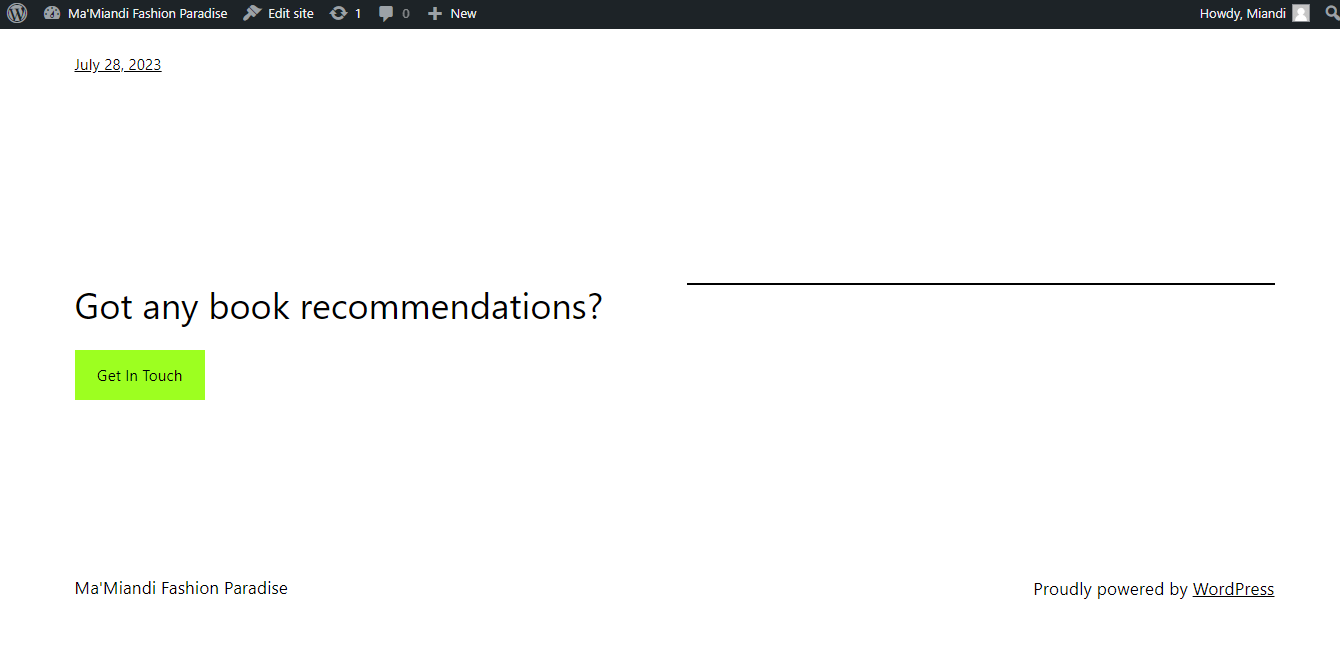 Ma'Miandi Fashion Paradise Edit site 1 0 New Howdy, Miandi
July 28, 2023
Got any book recommendations?
Get In Touch
Ma'Miandi Fashion Paradise Proudly powered by WordPress